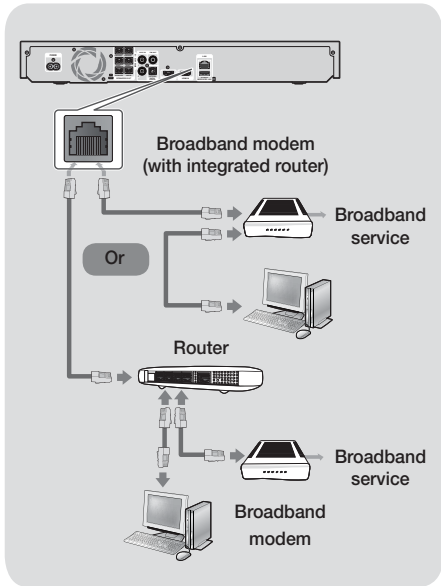 Broadband modem
(with integrated router)
Broadband
service
Or
Router
Broadband
service
Broadband
modem